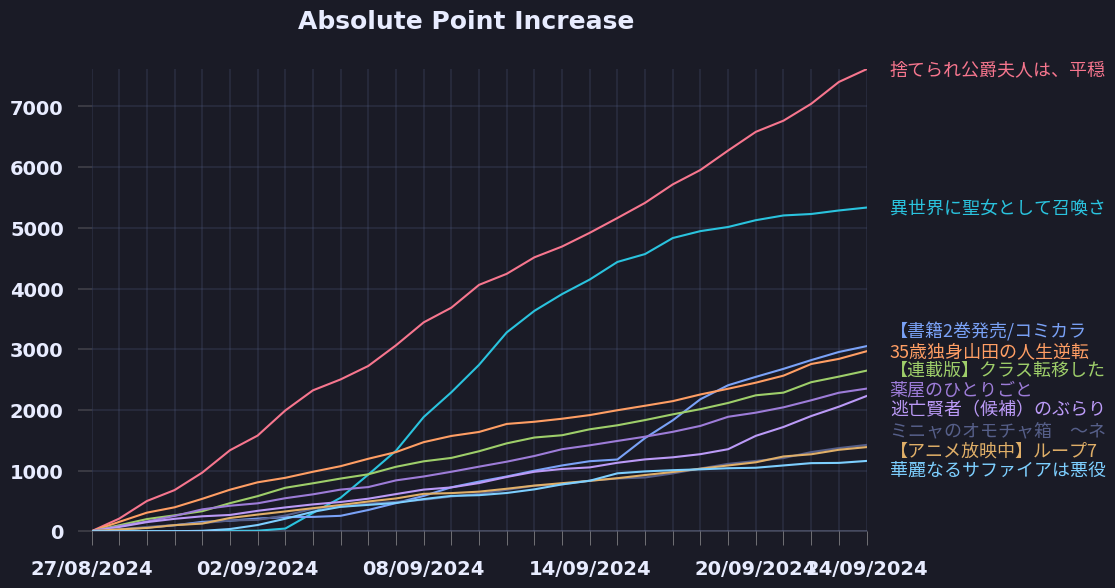 Absolute Point Increase
7000
6000
5000
4000
3000
2000
1000
0
27/08/2024
02/09/2024
08/09/2024
14/09/2024
20/09/2024
24/09/2024
捨てられ公爵夫人は、平穏
異世界に聖女として召喚さ
【書籍2巻発売/コミカラ
35歳独身山田の人生逆転
【連載版】クラス転移した
薬屋のひとりごと
逃亡賢者（候補）のぶらり
ミニャのオモチャ箱　〜ネ
【アニメ放映中】ループ7
華麗なるサファイアは悪役